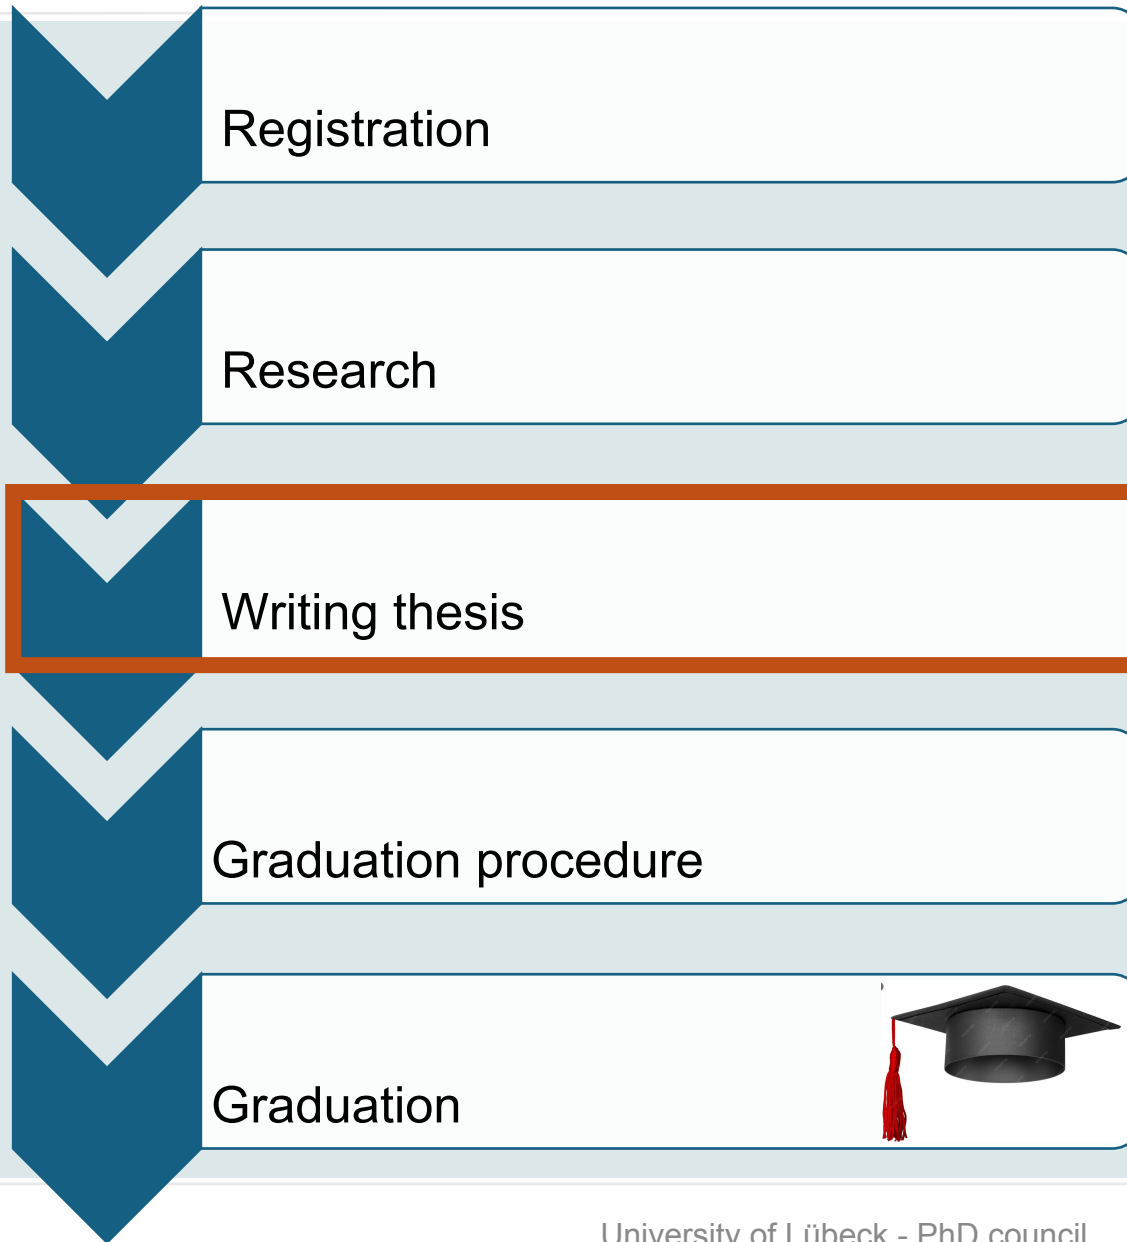 Registration
Research
Writing thesis
Graduation procedure
Graduation
University of Lübeck - PhD council